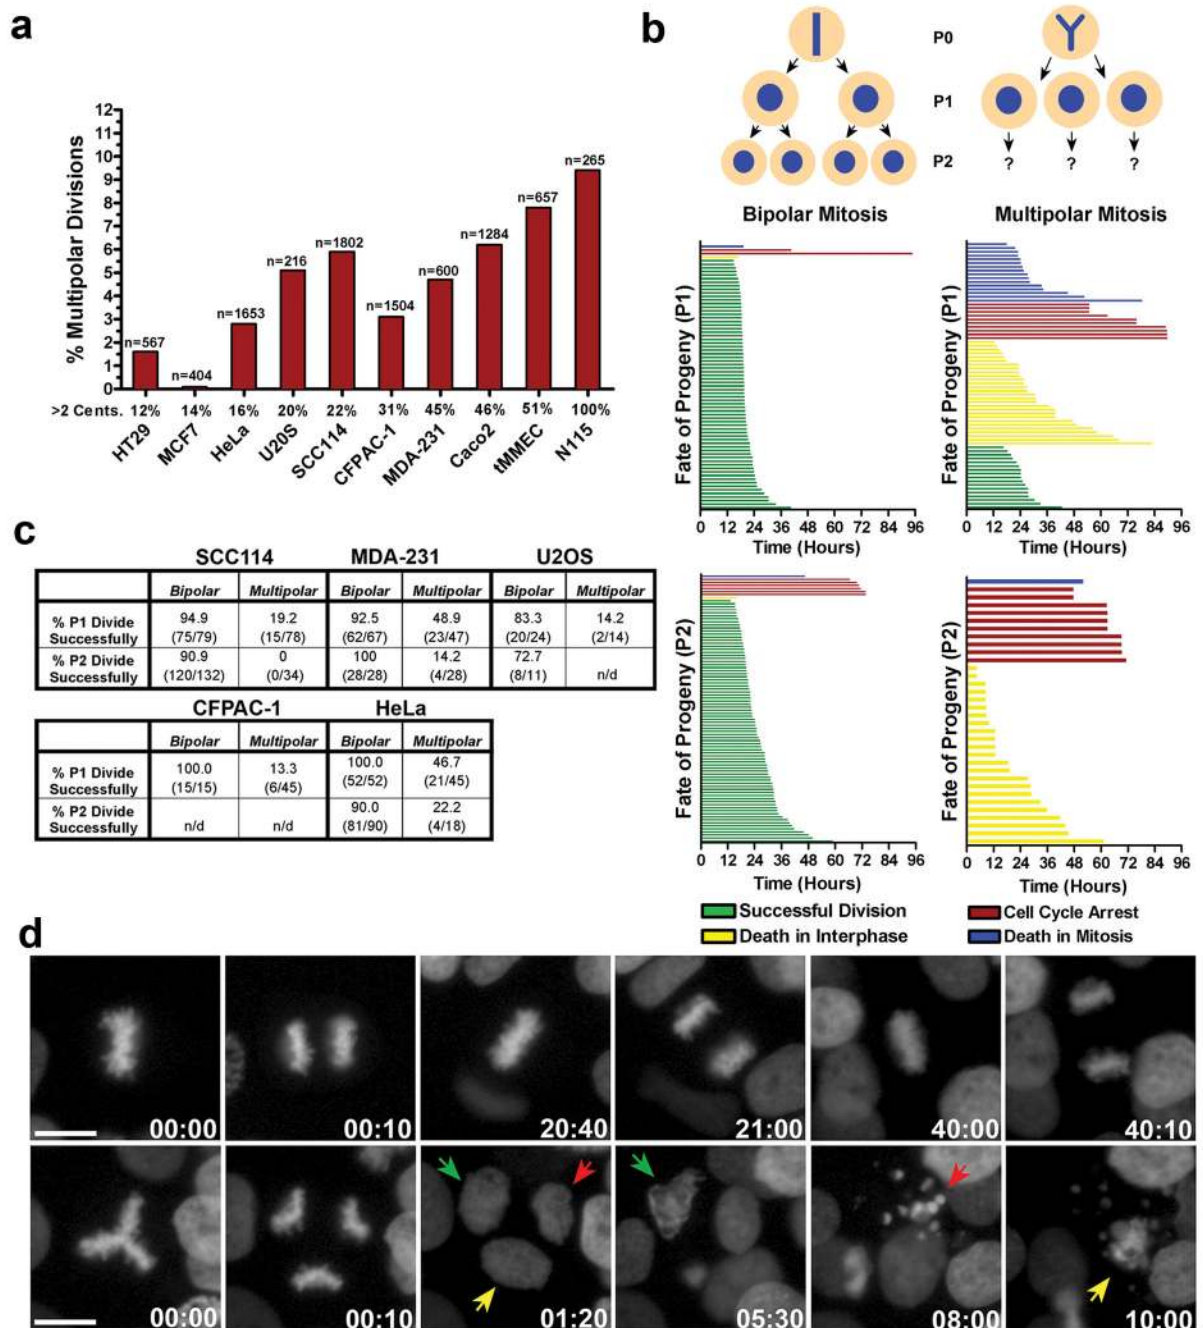 a
% Multipolar Divisions
12
11
10
9
8
7
6
5
4
3
2
1
0
n=567
n=404
n=1653
n=216
n=1802
n=1504
n=600
n=1284
n=657
n=265
>2 Cents. 12% 14% 16% 20% 22% 31% 45% 46% 51% 100%
HT29
MCF7
HeLa
U20S
SCC114
CFPAC-1
MDA-231
Caco2
tMMEC
N115
b
P0
P1
P2
? ? ?
Bipolar Mitosis
Multipolar Mitosis
Fate of Progeny (P1)
0 12 24 36 48 60 72 84 96
Time (Hours)
Fate of Progeny (P1)
0 12 24 36 48 60 72 84 96
Time (Hours)
Fate of Progeny (P2)
0 12 24 36 48 60 72 84 96
Time (Hours)
Fate of Progeny (P2)
0 12 24 36 48 60 72 84 96
Time (Hours)
Successful Division
Cell Cycle Arrest
Death in Interphase
Death in Mitosis
c
SCC114 MDA-231 U2OS
Bipolar Multipolar Bipolar Multipolar Bipolar Multipolar
% P1 Divide 94.9 19.2 92.5 48.9 83.3 14.2
Successfully (75/79) (15/78) (62/67) (23/47) (20/24) (2/14)
% P2 Divide 90.9 0 100 14.2 72.7
Successfully (120/132) (0/34) (28/28) (4/28) (8/11) n/d
CFPAC-1 HeLa
Bipolar Multipolar Bipolar Multipolar
% P1 Divide 100.0 13.3 100.0 46.7
Successfully (15/15) (6/45) (52/52) (21/45)
% P2 Divide 90.0 22.2
Successfully n/d n/d (81/90) (4/18)
d
00:00 00:10 20:40 21:00 40:00 40:10
00:00 00:10 01:20 05:30 08:00 10:00